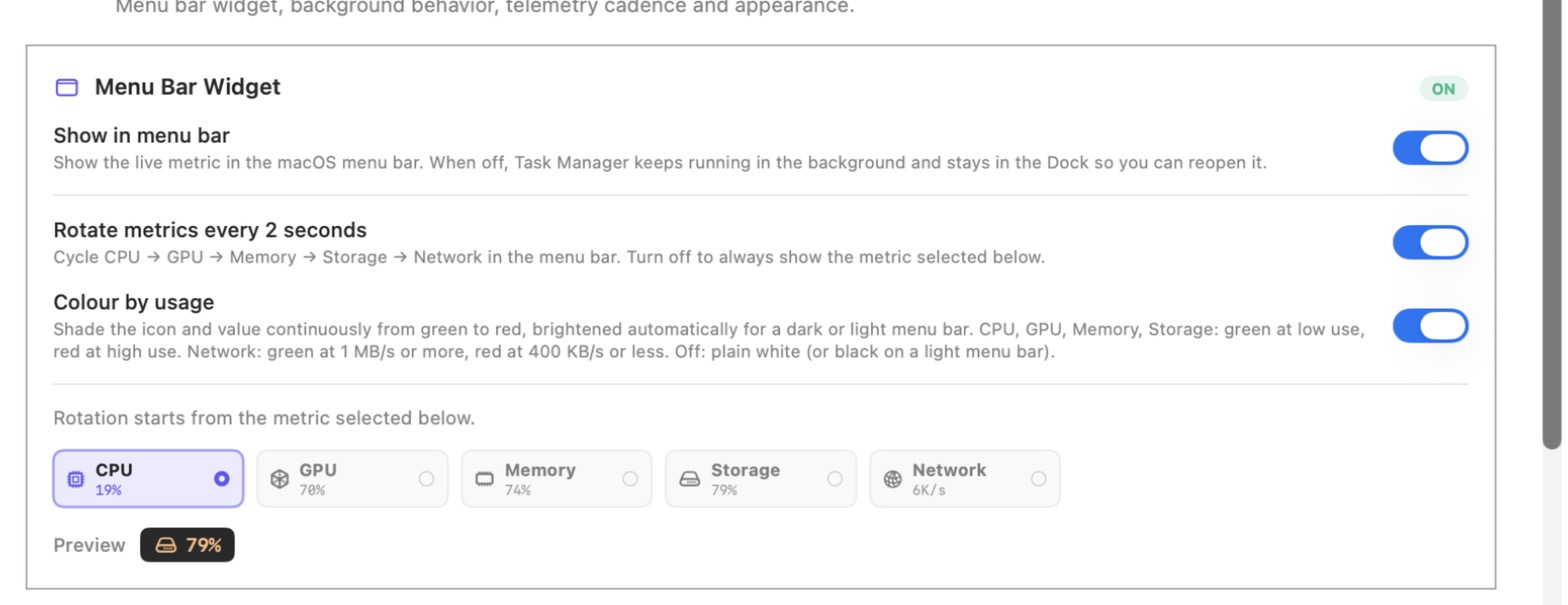 Menu bar widget, background behavior, telemetry cadence and appearance.
Menu Bar Widget
ON
Show in menu bar
Show the live metric in the macOS menu bar. When off, Task Manager keeps running in the background and stays in the Dock so you can reopen it.
Rotate metrics every 2 seconds
Cycle CPU → GPU → Memory → Storage → Network in the menu bar. Turn off to always show the metric selected below.
Colour by usage
Shade the icon and value continuously from green to red, brightened automatically for a dark or light menu bar. CPU, GPU, Memory, Storage: green at low use,
red at high use. Network: green at 1 MB/s or more, red at 400 KB/s or less. Off: plain white (or black on a light menu bar).
Rotation starts from the metric selected below.
CPU
19%
GPU
70%
Memory
74%
Storage
79%
Network
6K/s
Preview
79%